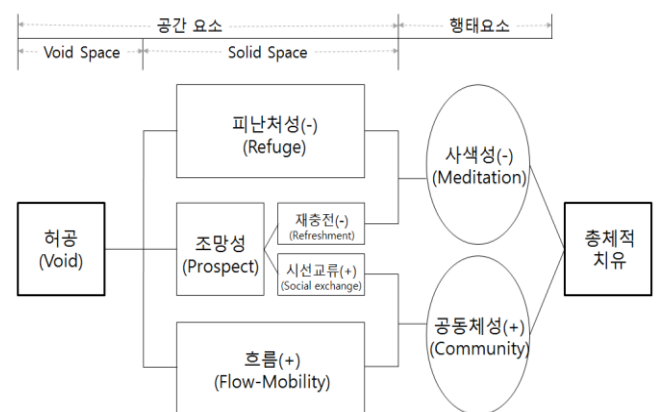 공간 요소
행태요소
Void Space
Solid Space
피난처성(-)
(Refuge)
사색성(-)
(Meditation)
허공
(Void)
조망성
(Prospect)
재충전(-)
(Refreshment)
시선교류(+)
(Social exchange)
총체적
치유
흐름(+)
(Flow-Mobility)
공동체성(+)
(Community)